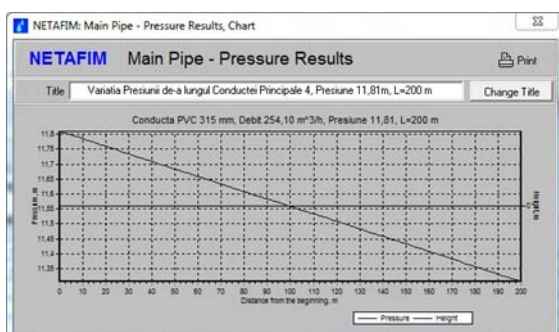 NETAFIM: Main Pipe - Pressure Results, Chart
NETAFIM Main Pipe - Pressure Results Print
Title Variatia Presiunii de-a lungul Conductei Principale 4, Presiune 11,81m, L=200 m Change Title
Conducta PVC 315 mm, Debit 254,10 m^3/h, Presiune 11,81, L=200 m
11,8
11,75
11,7
11,65
11,6
11,55
11,5
11,45
11,4
11,35
Pressure, m
Height, m
0
0 10 20 30 40 50 60 70 80 90 100 110 120 130 140 150 160 170 180 190 200
Distance from the beginning, m
Pressure Height